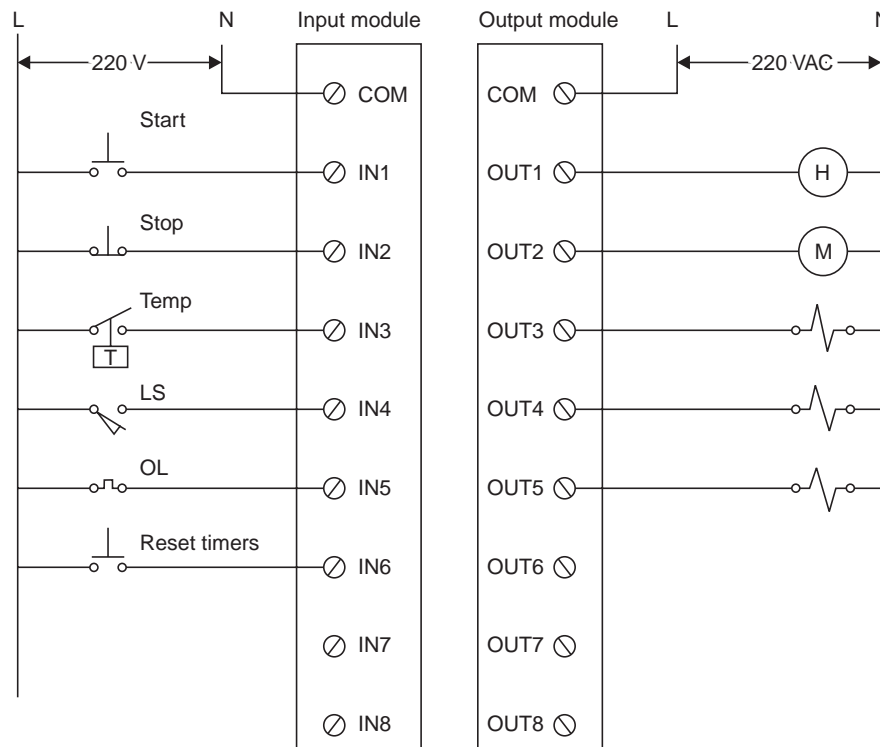 L N Input module Output module L N
220 V 220 VAC
COM COM
Start
IN1 OUT1 H
Stop
IN2 OUT2 M
Temp
IN3 OUT3
T
LS
IN4 OUT4
OL
IN5 OUT5
Reset timers
IN6 OUT6
IN7 OUT7
IN8 OUT8